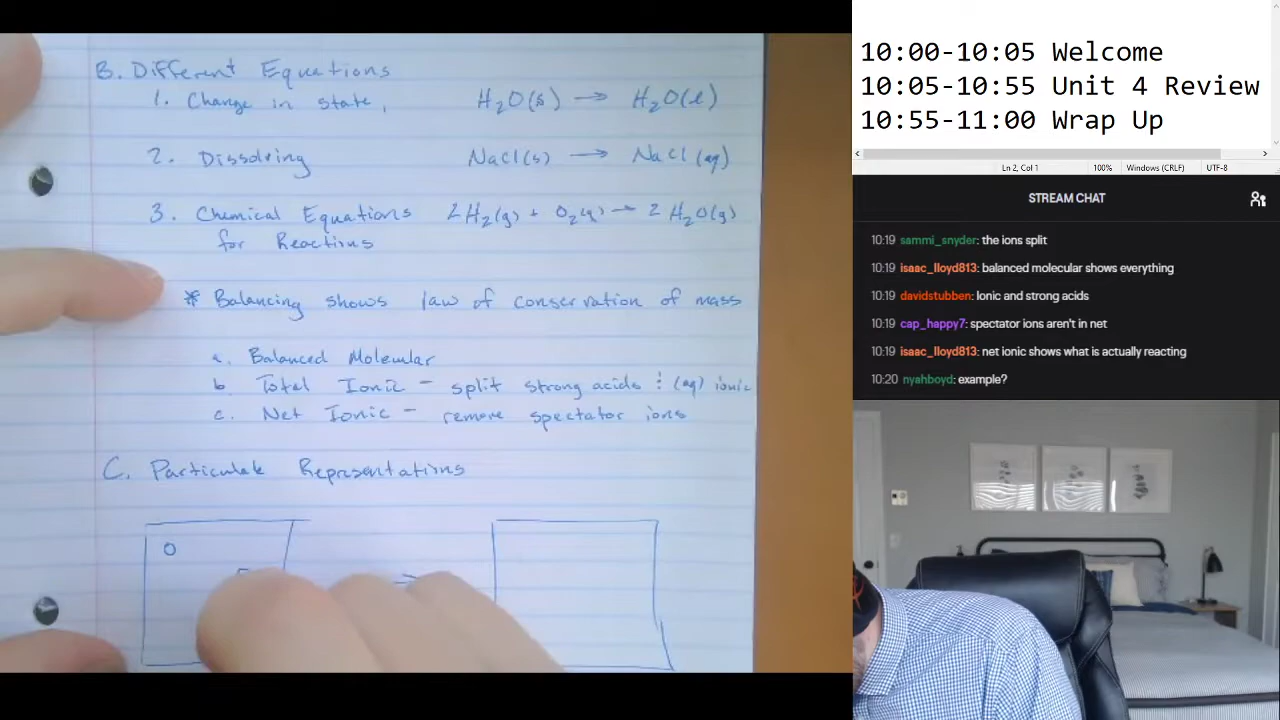 B. Different Equations
1. Change in state, H₂O(s) → H₂O(l)
2. Dissolving NaCl(s) → NaCl(aq)
3. Chemical Equations 2H₂(g) + O₂(g) → 2 H₂O(g)
for Reactions
* Balancing shows law of conservation of mass
a. Balanced Molecular
b. Total Ionic - split strong acids & (aq) ionic
c. Net Ionic - remove spectator ions
C. Particulate Representations
10:00-10:05 Welcome
10:05-10:55 Unit 4 Review
10:55-11:00 Wrap Up
Ln 2, Col 1 100% Windows (CRLF) UTF-8
STREAM CHAT
10:19 sammi_snyder: the ions split
10:19 isaac_lloyd813: balanced molecular shows everything
10:19 davidstubben: Ionic and strong acids
10:19 cap_happy7: spectator ions aren't in net
10:19 isaac_lloyd813: net ionic shows what is actually reacting
10:20 nyahboyd: example?